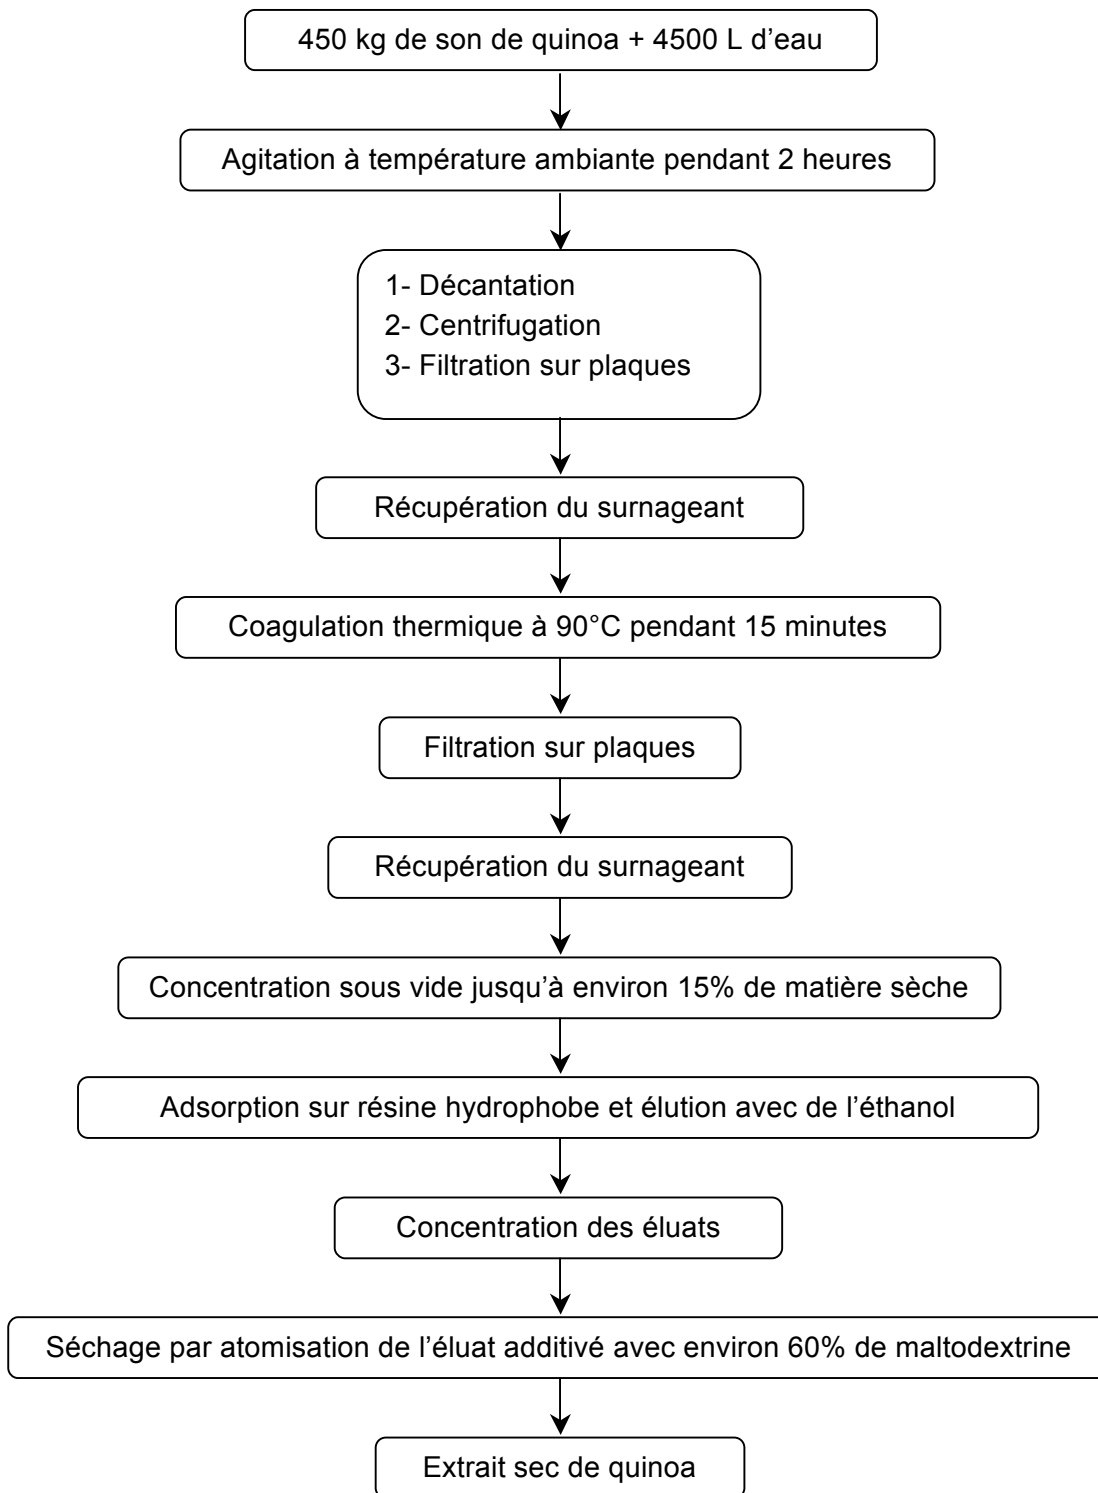 450 kg de son de quinoa + 4500 L d’eau
Agitation à température ambiante pendant 2 heures
1- Décantation
2- Centrifugation
3- Filtration sur plaques
Récupération du surnageant
Coagulation thermique à 90°C pendant 15 minutes
Filtration sur plaques
Récupération du surnageant
Concentration sous vide jusqu’à environ 15% de matière sèche
Adsorption sur résine hydrophobe et élution avec de l’éthanol
Concentration des éluats
Séchage par atomisation de l’éluat additivé avec environ 60% de maltodextrine
Extrait sec de quinoa